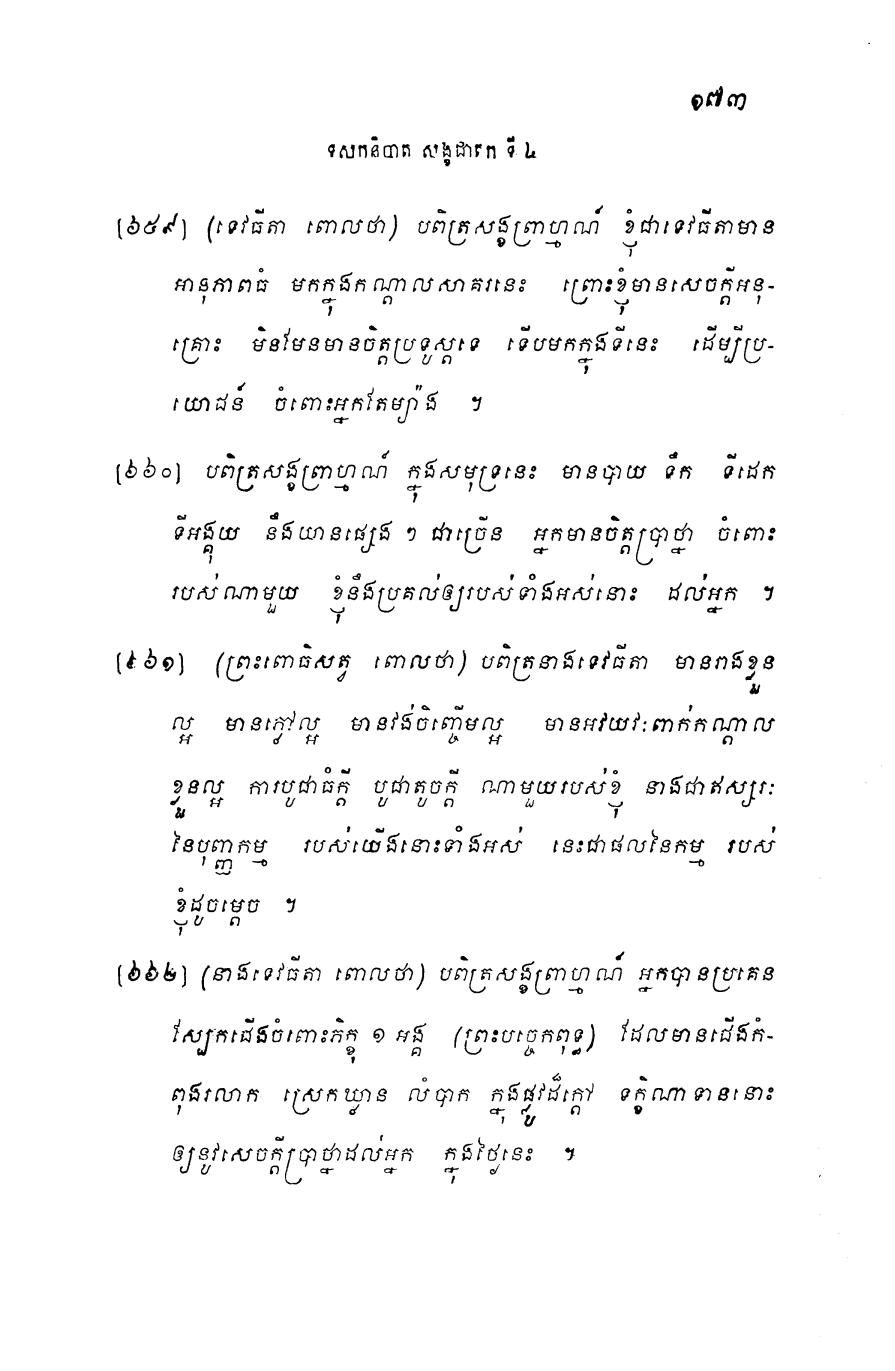 ១៧៣
ទសកនិបាត សង្ខជាតក ទី ៤
[៦៥៩] (ទេវធីតា ពោលថា) បពិត្រសង្ខព្រាហ្មណ៍ ខ្ញុំជាទេវធីតាមាន
អានុភាពធំ មកក្នុងកណ្តាលសាគរនេះ ព្រោះខ្ញុំមានសេចក្តីអនុ-
គ្រោះ មិនមែនមានចិត្តប្រទូស្តទេ ទើបមកក្នុងទីនេះ ដើម្បីប្រ-
យោជន៍ ចំពោះអ្នកតែម្យ៉ាង ។
[៦៦០] បពិត្រសង្ខព្រាហ្មណ៍ ក្នុងសមុទ្រនេះ មានបាយ ទឹក ទីដេក
ទីអង្គុយ នឹងយានផ្សេង ៗ ជាច្រើន អ្នកមានចិត្តប្រាថ្នា ចំពោះ
របស់ណាមួយ ខ្ញុំនឹងប្រគល់ឲ្យរបស់ទាំងអស់នោះ ដល់អ្នក ។
[៦៦១] (ព្រះពោធិសត្វ ពោលថា) បពិត្រនាងទេវធីតា មានរាងខ្លួន
ល្អ មានភ្លៅល្អ មានវង់ចិញ្ចើមល្អ មានអវយវៈពាក់កណ្តាល
ខ្លួនល្អ ការបូជាធំក្តី បូជាតូចក្តី ណាមួយរបស់ខ្ញុំ នាងជាឥស្សរៈ
នៃបុញ្ញកម្ម របស់យើងនោះទាំងអស់ នេះជាផលនៃកម្ម របស់
ខ្ញុំដូចម្តេច ។
[៦៦២] (នាងទេវធីតា ពោលថា) បពិត្រសង្ខព្រាហ្មណ៍ អ្នកបានប្រគេន
ស្បែកជើងចំពោះភិក្ខុ ១ អង្គ (ព្រះបច្ចេកពុទ្ធ) ដែលមានជើងកំ-
ពុងរលាក ស្រេកឃ្លាន លំបាក ក្នុងផ្លូវដ៏ក្តៅ ទក្ខិណាទាននោះ
ឲ្យនូវសេចក្តីប្រាថ្នាដល់អ្នក ក្នុងថ្ងៃនេះ ។